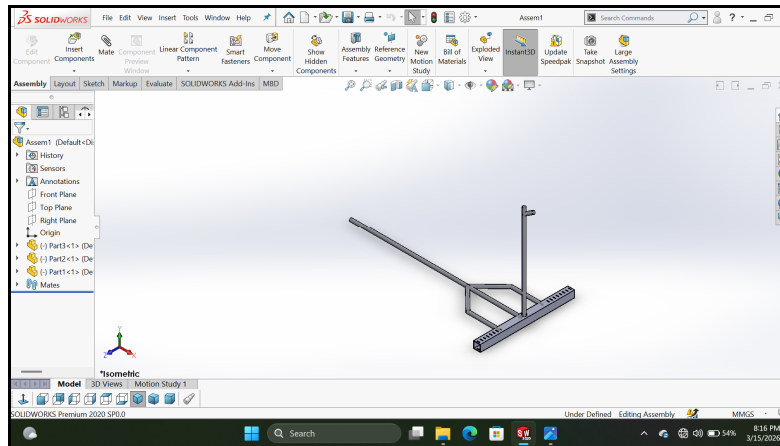 SOLIDWORKS File Edit View Insert Tools Window Help Assem1 Search Commands ?
Edit Component Insert Components Mate Component Preview Window Linear Component Pattern Smart Fasteners Move Component Show Hidden Components Assembly Features Reference Geometry New Motion Study Bill of Materials Exploded View Instant3D Update Speedpak Take Snapshot Large Assembly Settings
Assembly Layout Sketch Markup Evaluate SOLIDWORKS Add-Ins MBD
Assem1 (Default<Di
History
Sensors
Annotations
Front Plane
Top Plane
Right Plane
Origin
(-) Part3<1> (De
(-) Part2<1> (De
(-) Part1<1> (De
Mates
Y
Z X
*Isometric
Model 3D Views Motion Study 1
SOLIDWORKS Premium 2020 SP0.0 Under Defined Editing Assembly MMGS
Search 54% 8:16 PM
3/15/202